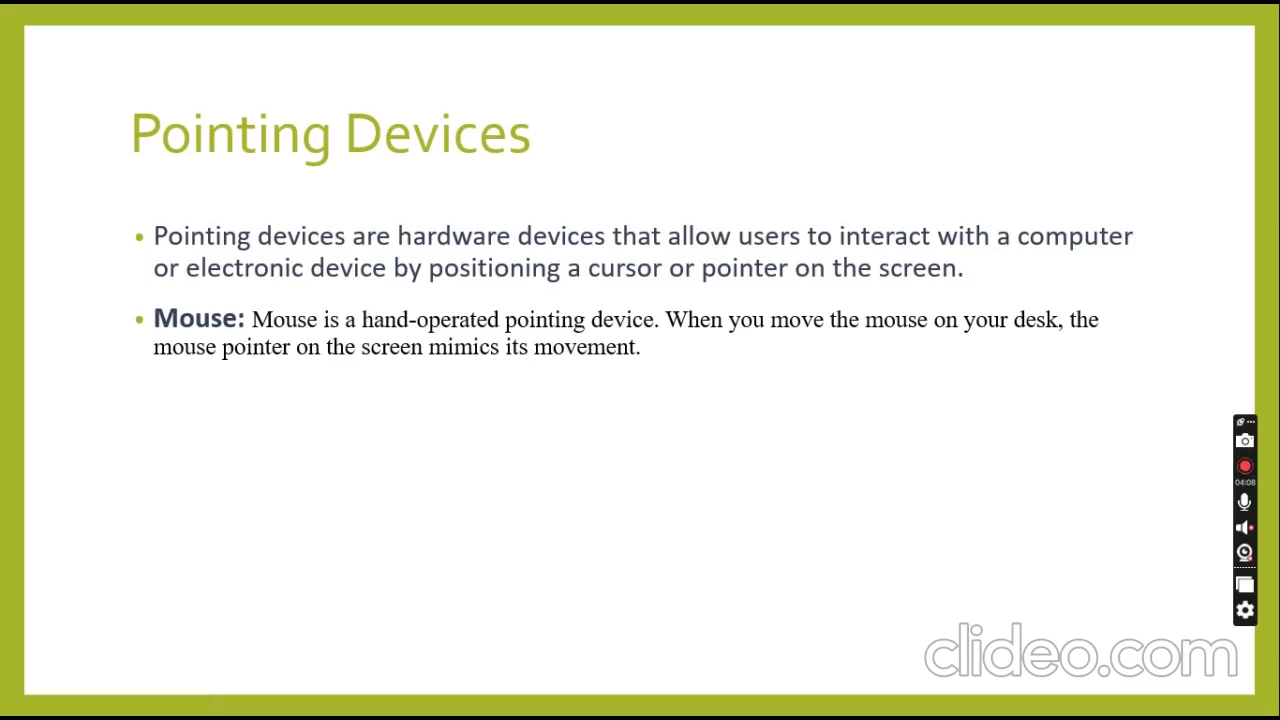 Pointing Devices
• Pointing devices are hardware devices that allow users to interact with a computer
or electronic device by positioning a cursor or pointer on the screen.
• Mouse: Mouse is a hand-operated pointing device. When you move the mouse on your desk, the
mouse pointer on the screen mimics its movement.
04:08
clideo.com